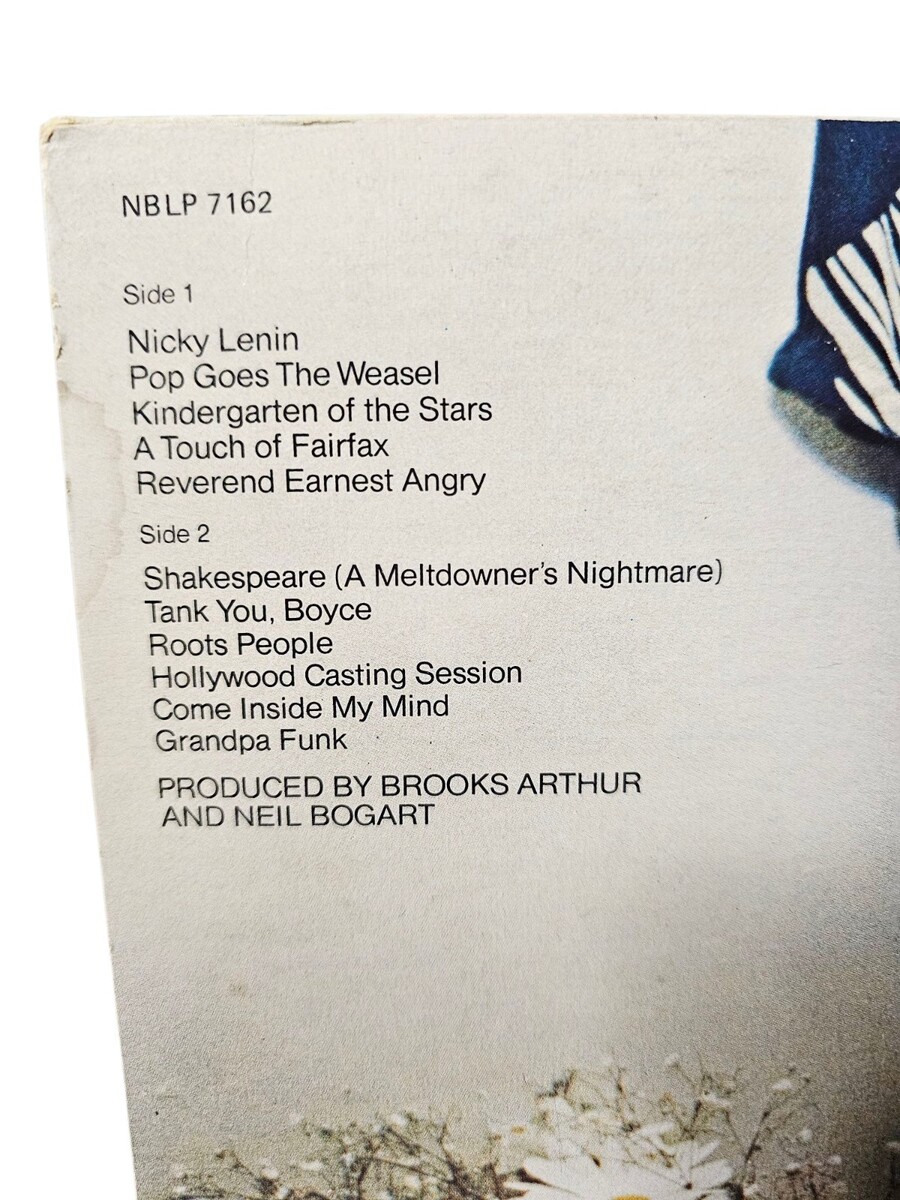 NBLP 7162
Side 1
Nicky Lenin
Pop Goes The Weasel
Kindergarten of the Stars
A Touch of Fairfax
Reverend Earnest Angry
Side 2
Shakespeare (A Meltdowner's Nightmare)
Tank You, Boyce
Roots People
Hollywood Casting Session
Come Inside My Mind
Grandpa Funk
PRODUCED BY BROOKS ARTHUR
AND NEIL BOGART